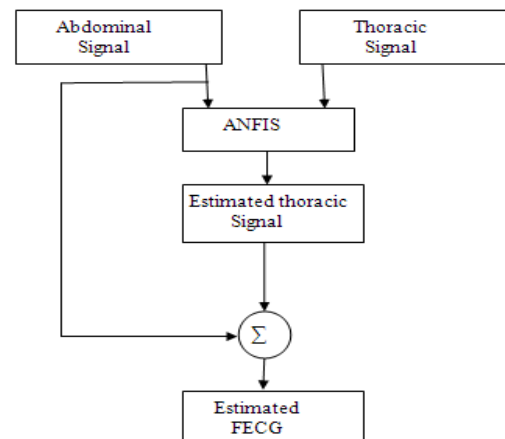 Abdominal
Signal
Thoracic
Signal
ANFIS
Estimated thoracic
Signal
Σ
Estimated
FECG